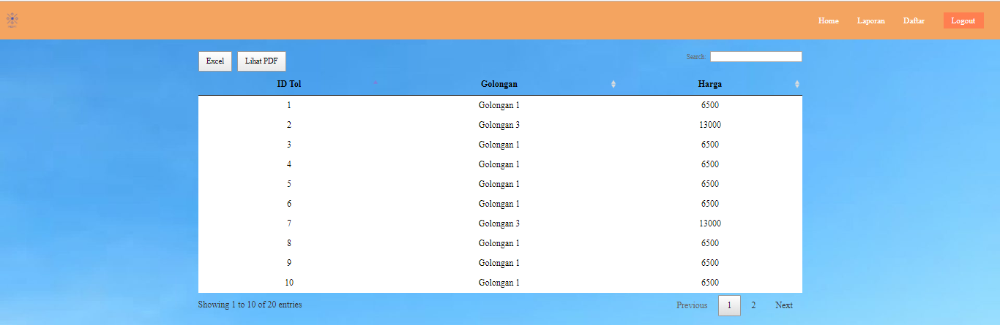 Home Laporan Daftar Logout
Excel Lihat PDF Search:
ID Tol Golongan Harga
1 Golongan 1 6500
2 Golongan 3 13000
3 Golongan 1 6500
4 Golongan 1 6500
5 Golongan 1 6500
6 Golongan 1 6500
7 Golongan 3 13000
8 Golongan 1 6500
9 Golongan 1 6500
10 Golongan 1 6500
Showing 1 to 10 of 20 entries Previous 1 2 Next